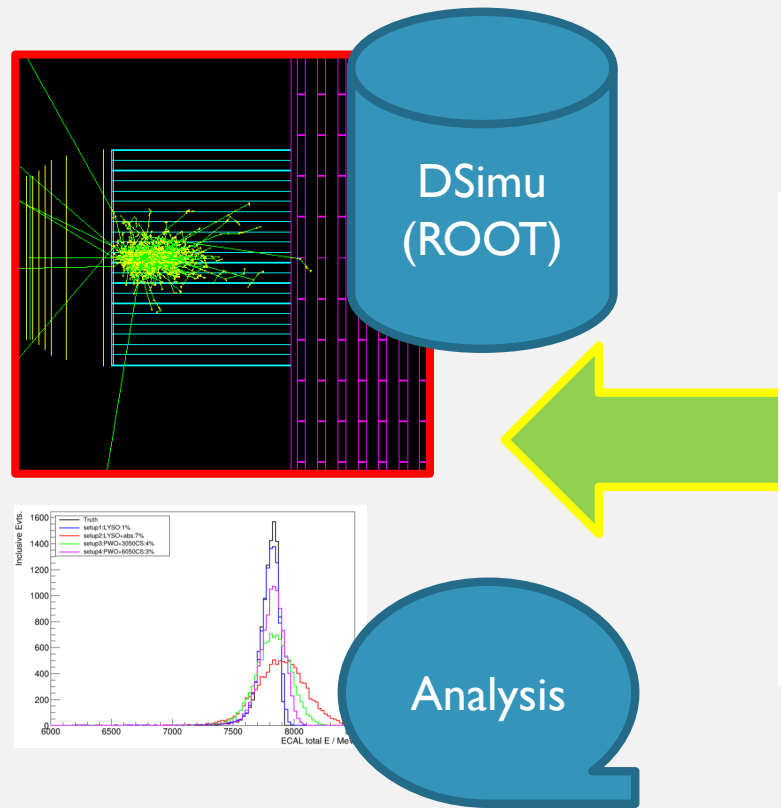 DSimu
(ROOT)
Inclusive Evts.
1600
1400
1200
1000
800
600
400
200
0
Truth
setup1:LYSO:1%
setup2:LYSO+abs:7%
setup3:PWO+3050CS:4%
setup4:PWO+6050CS:3%
6000 6500 7000 7500 8000
ECAL total E / MeV
Analysis